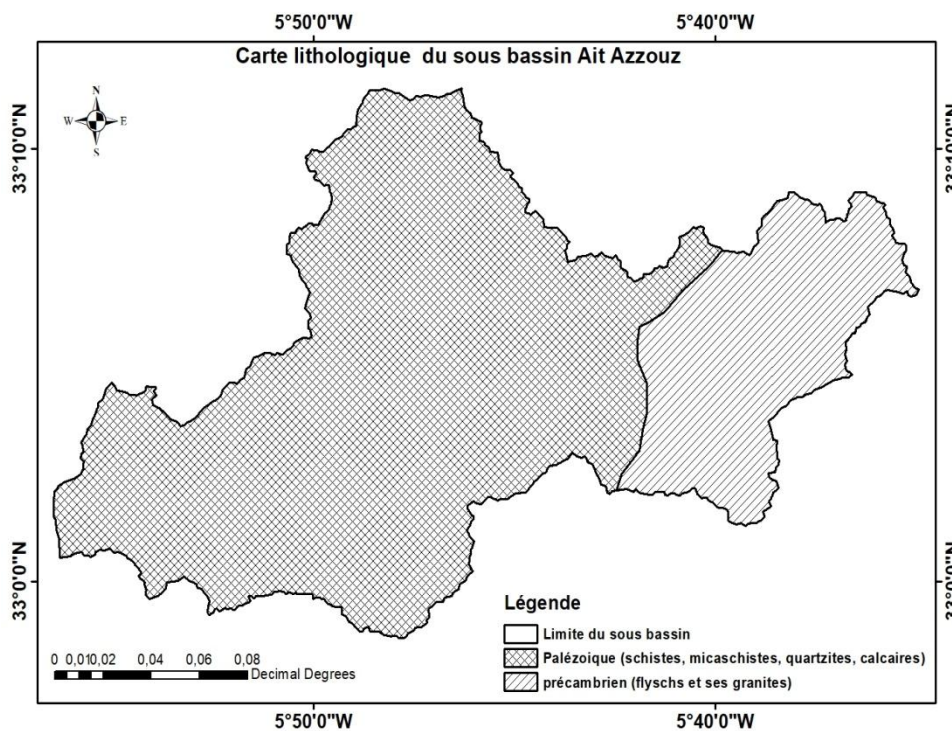 5°50'0"W 5°40'0"W
Carte lithologique du sous bassin Ait Azzouz
N
W E
S
33°10'0"N 33°10'0"N
33°0'0"N 33°0'0"N
Légende
Limite du sous bassin
Palézoique (schistes, micaschistes, quartzites, calcaires)
précambrien (flyschs et ses granites)
0 0,010,02 0,04 0,06 0,08
Decimal Degrees
5°50'0"W 5°40'0"W